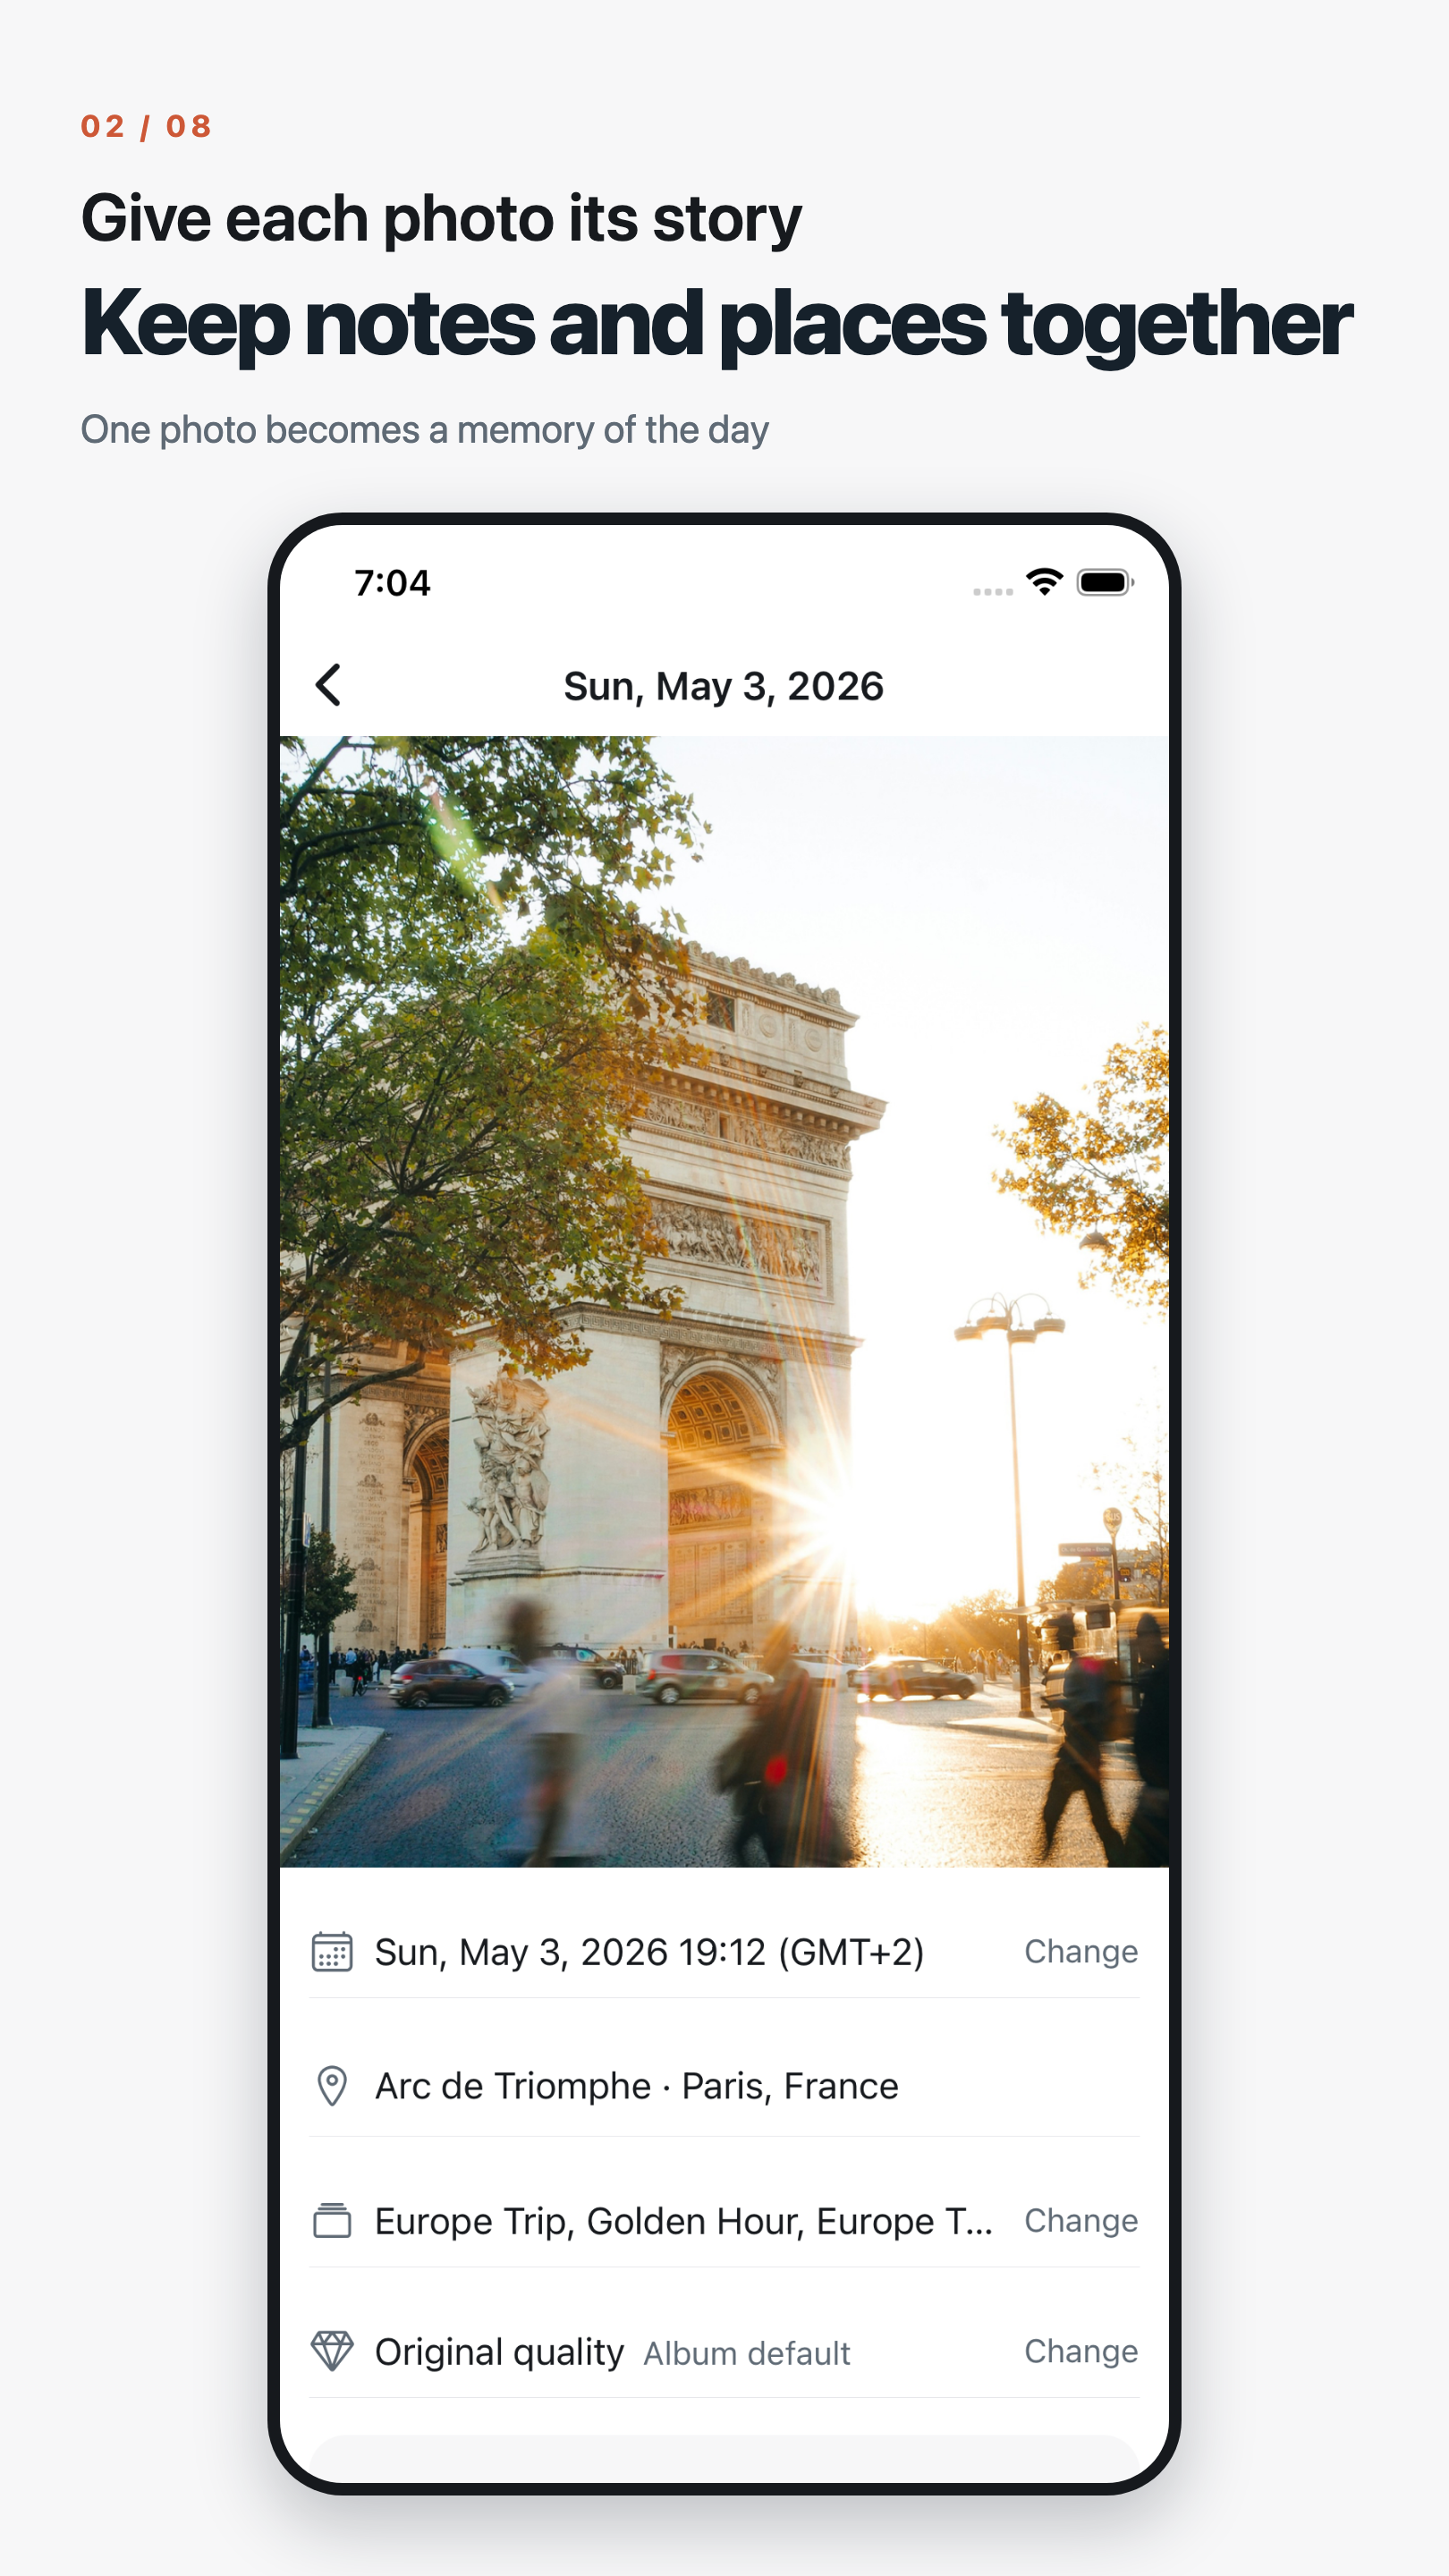 02 / 08
Give each photo its story
Keep notes and places together
One photo becomes a memory of the day
7:04
Sun, May 3, 2026
Sun, May 3, 2026 19:12 (GMT+2) Change
Arc de Triomphe · Paris, France
Europe Trip, Golden Hour, Europe T... Change
Original quality Album default Change